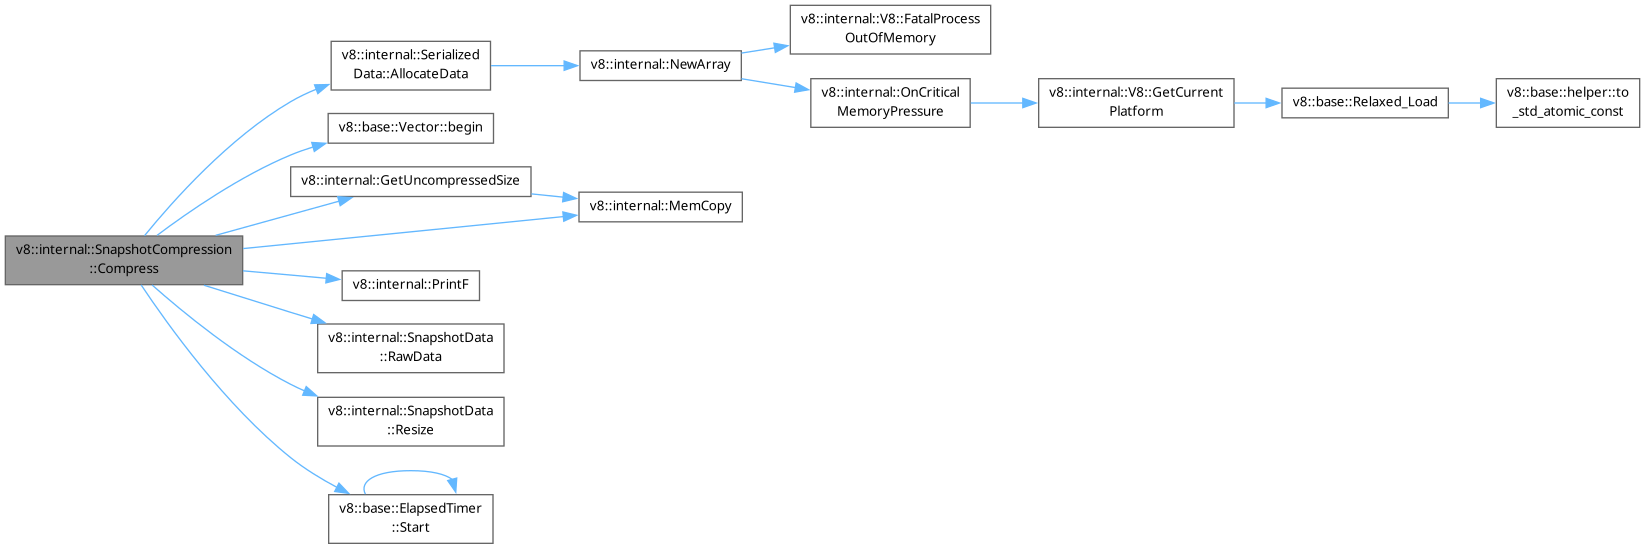 v8::internal::SnapshotCompression
::Compress
v8::internal::Serialized
Data::AllocateData
v8::internal::NewArray
v8::internal::V8::FatalProcess
OutOfMemory
v8::internal::OnCritical
MemoryPressure
v8::internal::V8::GetCurrent
Platform
v8::base::Relaxed_Load
v8::base::helper::to
_std_atomic_const
v8::base::Vector::begin
v8::internal::GetUncompressedSize
v8::internal::MemCopy
v8::internal::PrintF
v8::internal::SnapshotData
::RawData
v8::internal::SnapshotData
::Resize
v8::base::ElapsedTimer
::Start